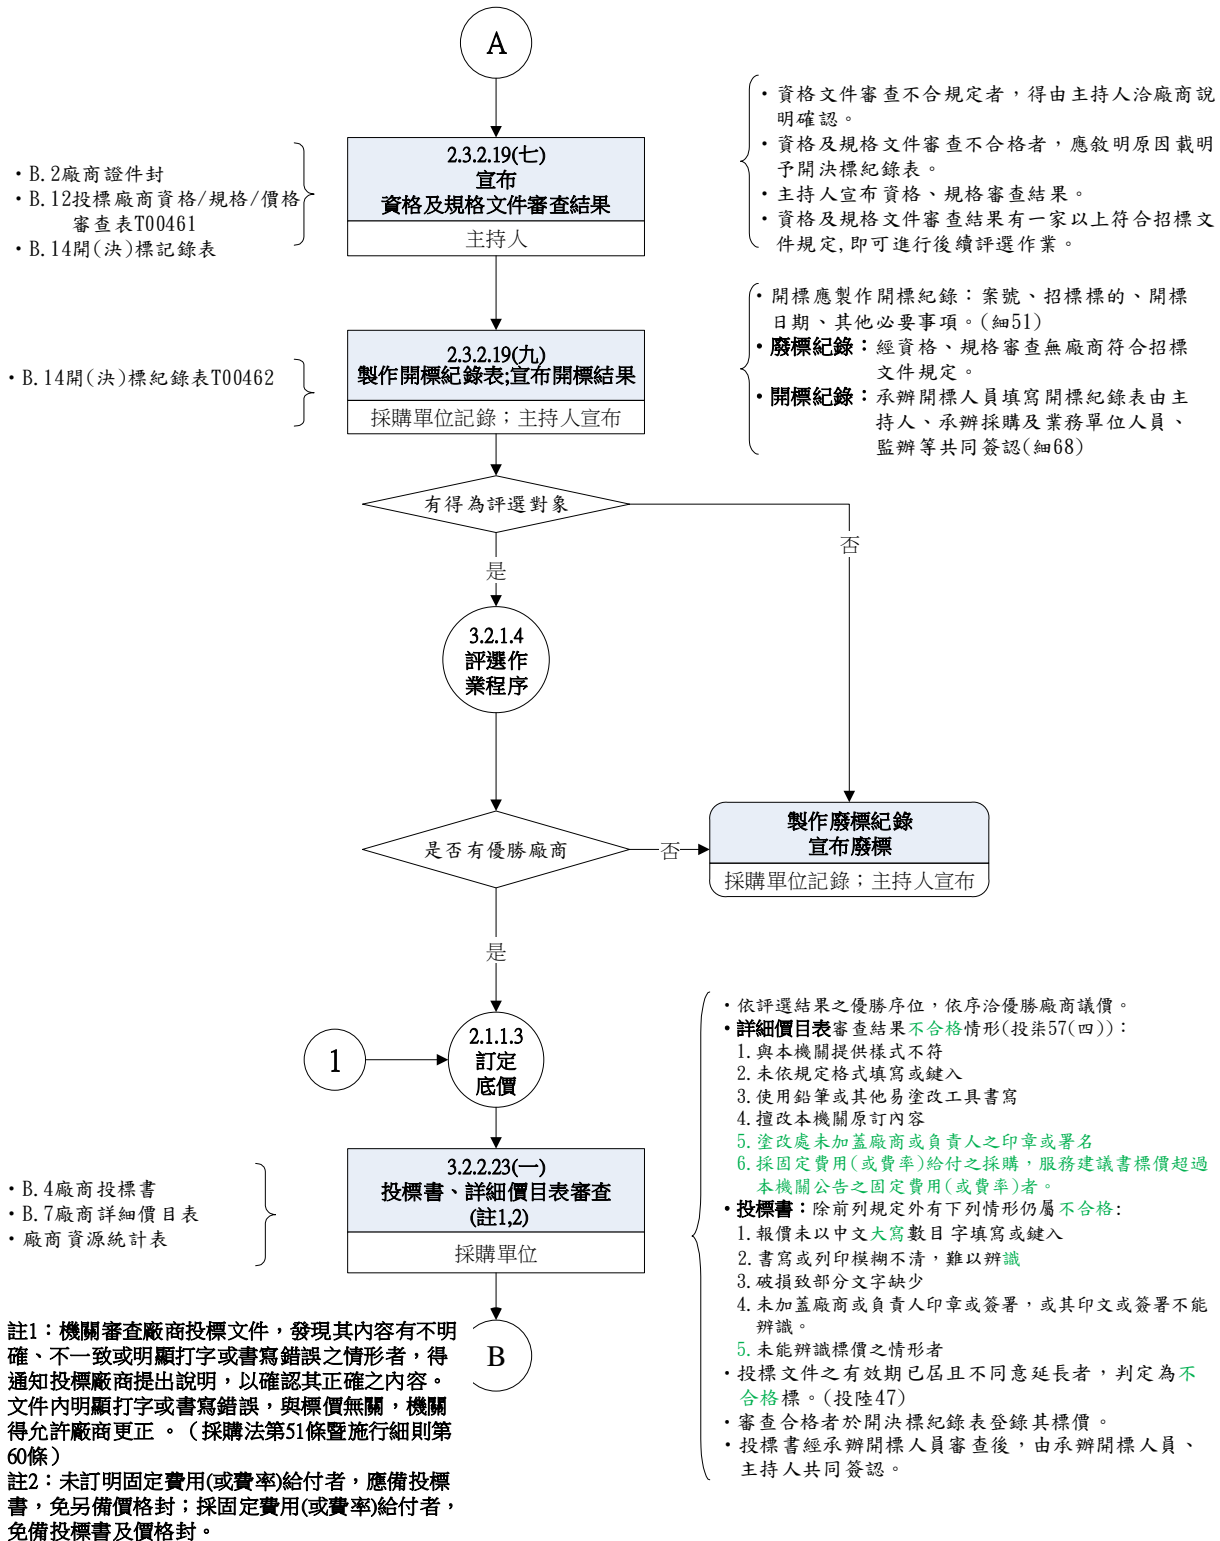 A
・B.2廠商證件封
・B.12投標廠商資格/規格/價格
審查表T00461
・B.14開(決)標記錄表
2.3.2.19(七)
宣布
資格及規格文件審查結果
主持人
・資格文件審查不合規定者，得由主持人洽廠商說
明確認。
・資格及規格文件審查不合格者，應敘明原因載明
予開決標紀錄表。
・主持人宣布資格、規格審查結果。
・資格及規格文件審查結果有一家以上符合招標文
件規定,即可進行後續評選作業。
・B.14開(決)標紀錄表T00462
2.3.2.19(九)
製作開標紀錄表;宣布開標結果
採購單位記錄；主持人宣布
・開標應製作開標紀錄：案號、招標標的、開標
日期、其他必要事項。(細51)
・廢標紀錄：經資格、規格審查無廠商符合招標
文件規定。
・開標紀錄：承辦開標人員填寫開標紀錄表由主
持人、承辦採購及業務單位人員、
監辦等共同簽認(細68)
有得為評選對象
否
是
3.2.1.4
評選作
業程序
是否有優勝廠商
否
製作廢標紀錄
宣布廢標
採購單位記錄；主持人宣布
是
1
2.1.1.3
訂定
底價
・B.4廠商投標書
・B.7廠商詳細價目表
・廠商資源統計表
3.2.2.23(一)
投標書、詳細價目表審查
(註1,2)
採購單位
B
・依評選結果之優勝序位，依序洽優勝廠商議價。
・詳細價目表審查結果不合格情形(投柒57(四))：
1.與本機關提供樣式不符
2.未依規定格式填寫或鍵入
3.使用鉛筆或其他易塗改工具書寫
4.擅改本機關原訂內容
5.塗改處未加蓋廠商或負責人之印章或署名
6.採固定費用(或費率)給付之採購，服務建議書標價超過
本機關公告之固定費用(或費率)者。
・投標書：除前列規定外有下列情形仍屬不合格:
1.報價未以中文大寫數目字填寫或鍵入
2.書寫或列印模糊不清，難以辨識
3.破損致部分文字缺少
4.未加蓋廠商或負責人印章或簽署，或其印文或簽署不能
辨識。
5.未能辨識標價之情形者
・投標文件之有效期已屆且不同意延長者，判定為不
合格標。(投陸47)
・審查合格者於開決標紀錄表登錄其標價。
・投標書經承辦開標人員審查後，由承辦開標人員、
主持人共同簽認。
註1：機關審查廠商投標文件，發現其內容有不明
確、不一致或明顯打字或書寫錯誤之情形者，得
通知投標廠商提出說明，以確認其正確之內容。
文件內明顯打字或書寫錯誤，與標價無關，機關
得允許廠商更正 。（採購法第51條暨施行細則第
60條）
註2：未訂明固定費用(或費率)給付者，應備投標
書，免另備價格封；採固定費用(或費率)給付者，
免備投標書及價格封。